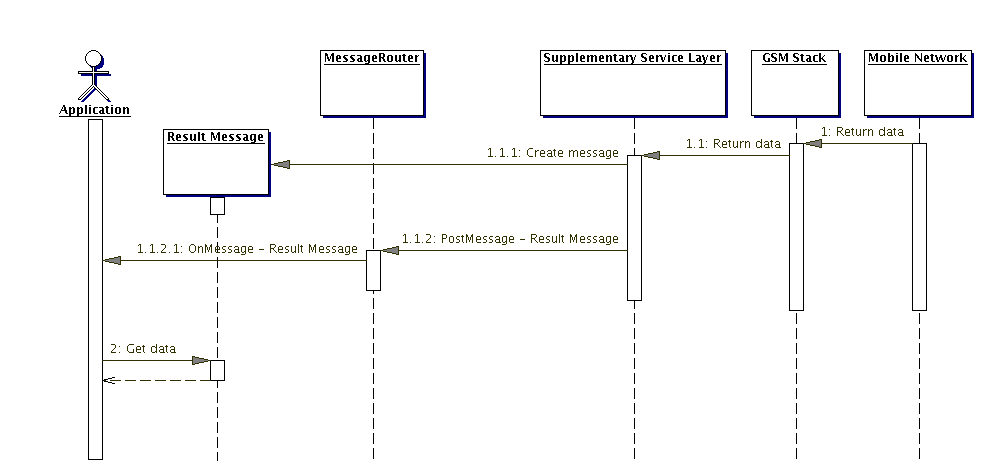 MessageRouter
Supplementary Service Layer
GSM Stack
Mobile Network
Application
Result Message
1: Return data
1.1: Return data
1.1.1: Create message
1.1.2: PostMessage - Result Message
1.1.2.1: OnMessage - Result Message
2: Get data